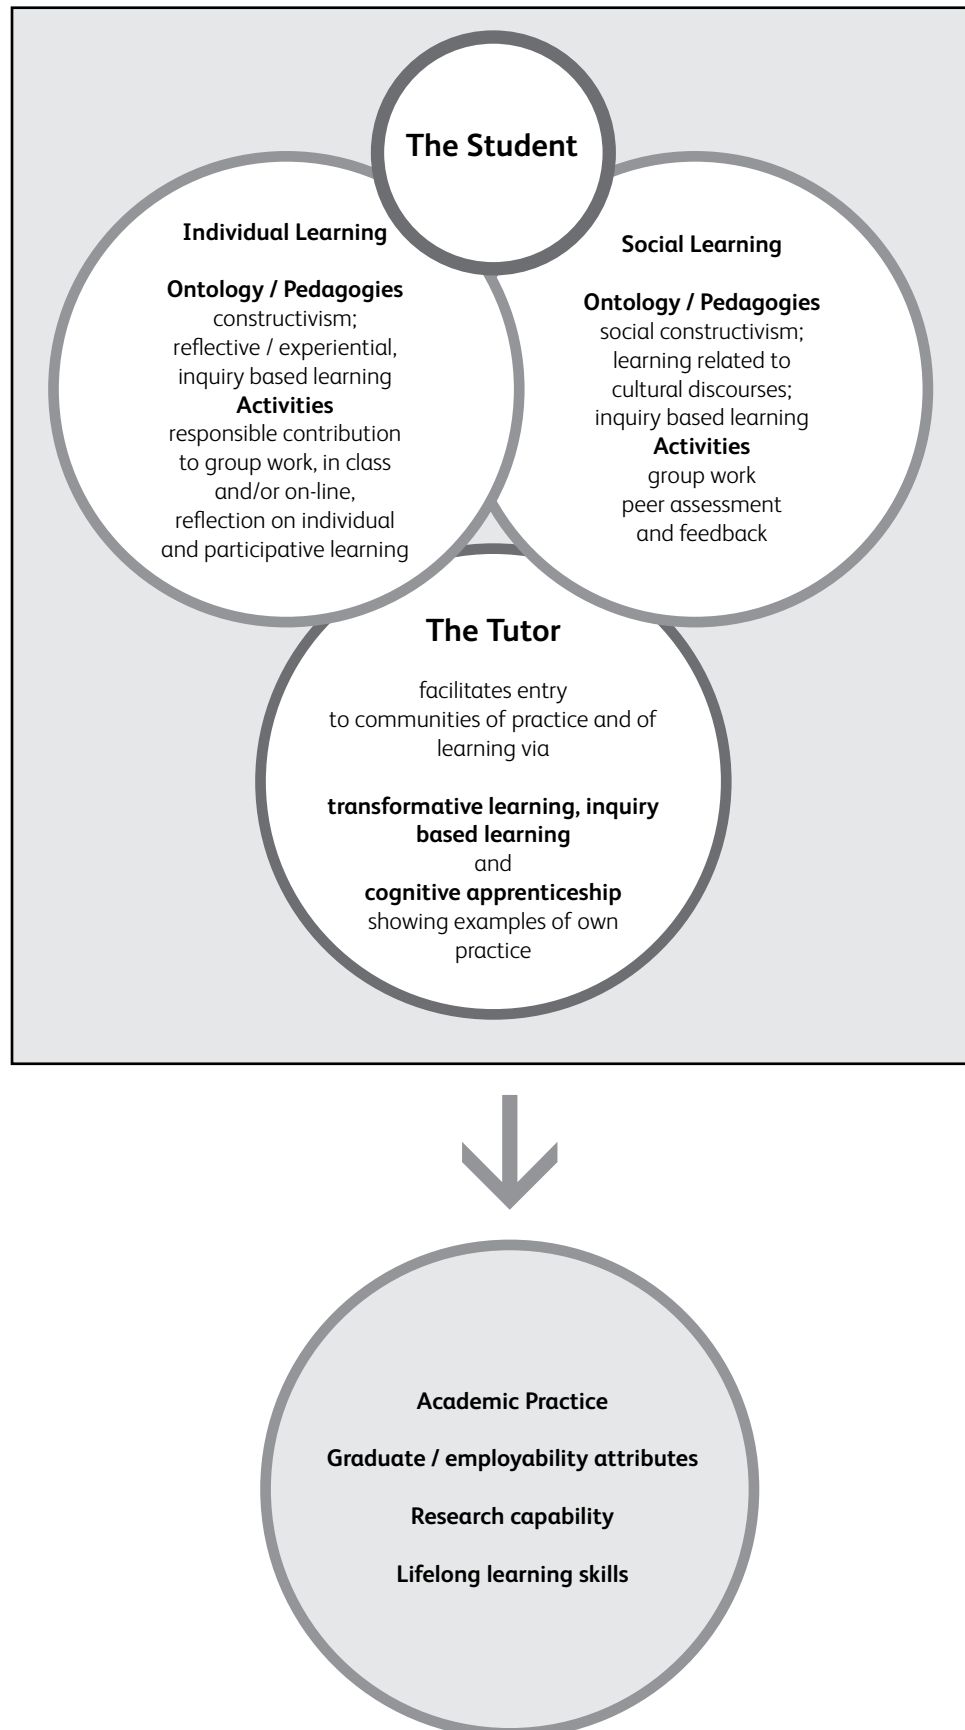 The Student
Individual Learning
Ontology / Pedagogies
constructivism;
reflective / experiential,
inquiry based learning
Activities
responsible contribution
to group work, in class
and/or on-line,
reflection on individual
and participative learning
Social Learning
Ontology / Pedagogies
social constructivism;
learning related to
cultural discourses;
inquiry based learning
Activities
group work
peer assessment
and feedback
The Tutor
facilitates entry
to communities of practice and of
learning via
transformative learning, inquiry
based learning
and
cognitive apprenticeship
showing examples of own
practice
Academic Practice
Graduate / employability attributes
Research capability
Lifelong learning skills